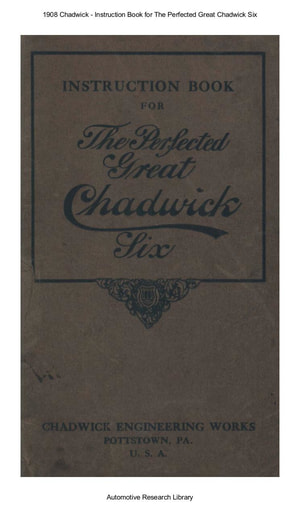 1908 Chadwick - Instruction Book for The Perfected Great Chadwick Six
INSTRUCTION BOOK
FOR
The Perfected
Great
Chadwick
Six
CHADWICK ENGINEERING WORKS
POTTSTOWN, PA.
U. S. A.
Automotive Research Library